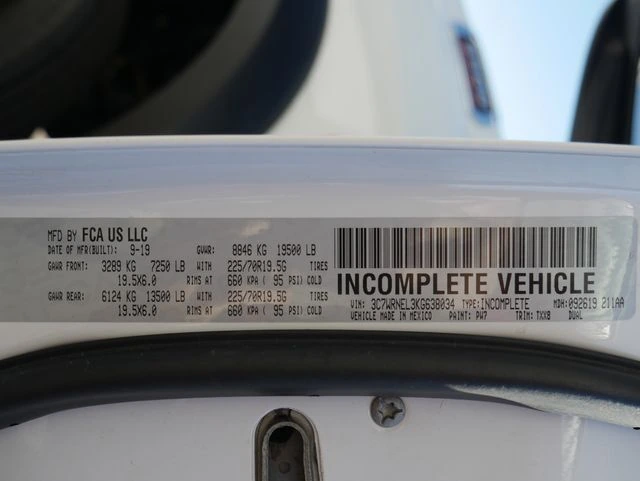 MFD BY FCA US LLC
DATE OF MFR(BUILT): 9-19 GVWR: 8846 KG 19500 LB
GAWR FRONT: 3289 KG 7250 LB WITH 225/70R19.5G TIRES
19.5X6.0 RIMS AT 660 KPA ( 95 PSI) COLD
GAWR REAR: 6124 KG 13500 LB WITH 225/70R19.5G TIRES
19.5X6.0 RIMS AT 660 KPA ( 95 PSI) COLD
INCOMPLETE VEHICLE
VIN: 3C7WRNEL3KG638034 TYPE:INCOMPLETE MDH:092619 211AA
VEHICLE MADE IN MEXICO PAINT: PW7 TRIM: TXX8 DUAL